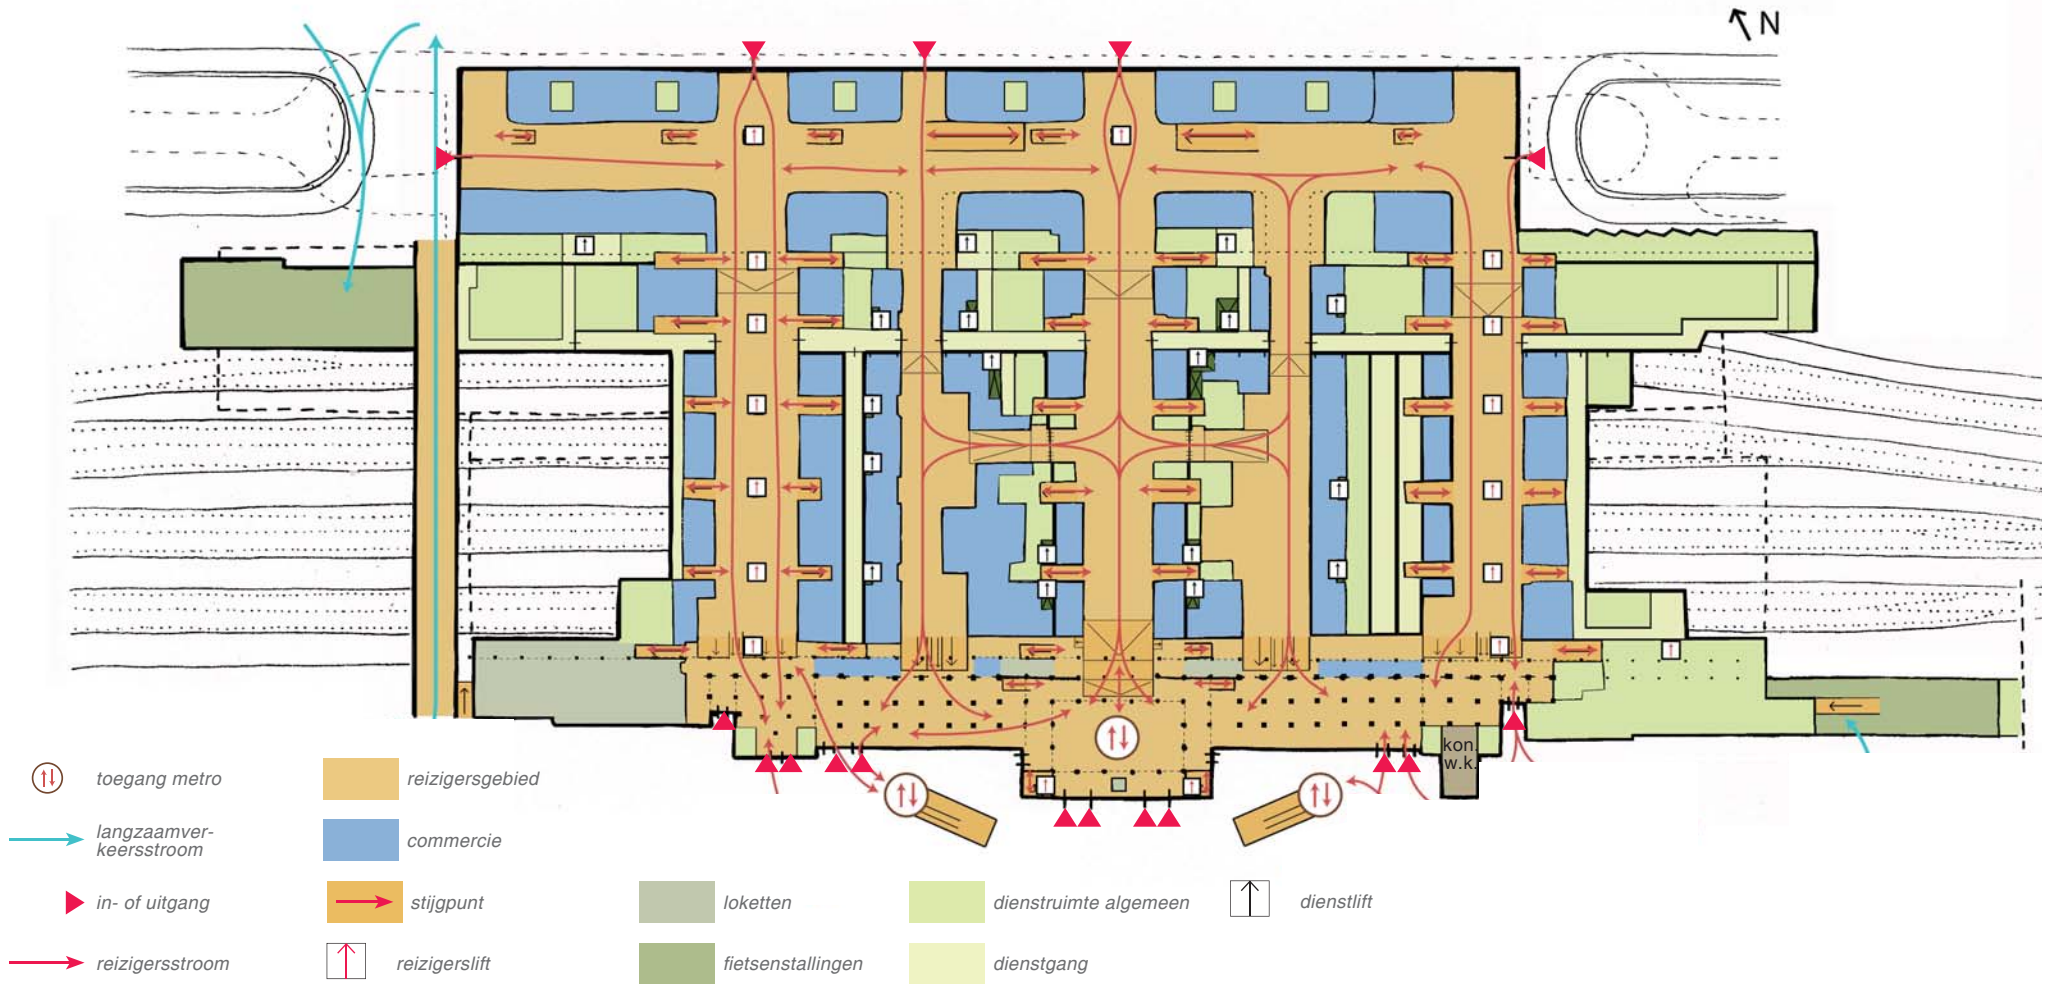 N
kon.
w.k.
toegang metro
reizigersgebied
langzaamver-
keersstroom
commercie
in- of uitgang
stijgpunt
loketten
dienstruimte algemeen
dienstlift
reizigersstroom
reizigerslift
fietsenstallingen
dienstgang